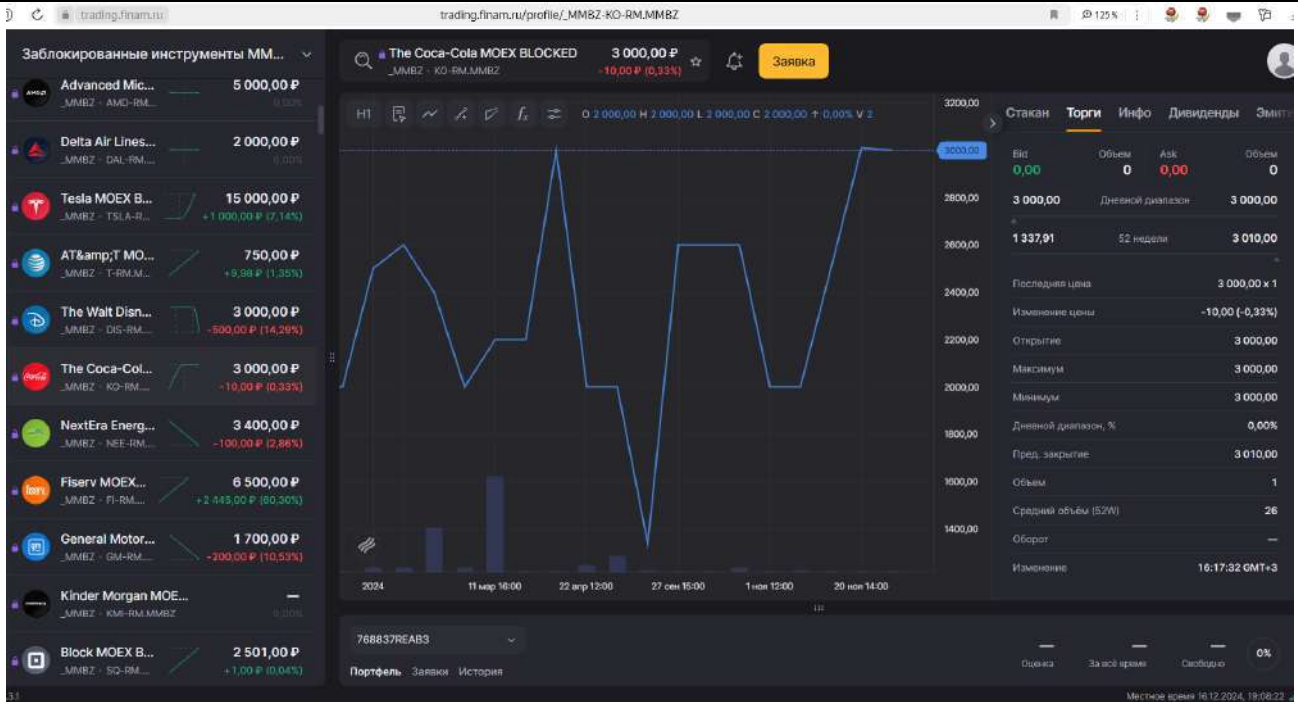 trading.finam.ru
trading.finam.ru/profile/_MMBZ-KO-RM.MMBZ
125 %
Заблокированные инструменты MM...
Advanced Mic...
5 000,00 ₽
_MMBZ - AMD-RM...
0,00%
Delta Air Lines...
2 000,00 ₽
_MMBZ - DAL-RM....
0,00%
Tesla MOEX B...
15 000,00 ₽
_MMBZ - TSLA-R...
+1 000,00 ₽ (7,14%)
AT&amp;T MO...
750,00 ₽
_MMBZ - T-RM.M...
+9,98 ₽ (1,35%)
The Walt Disn...
3 000,00 ₽
_MMBZ - DIS-RM....
-500,00 ₽ (14,29%)
The Coca-Col...
3 000,00 ₽
_MMBZ - KO-RM....
-10,00 ₽ (0,33%)
NextEra Energ...
3 400,00 ₽
_MMBZ - NEE-RM....
-100,00 ₽ (2,86%)
Fiserv MOEX...
6 500,00 ₽
_MMBZ - FI-RM....
+2 445,00 ₽ (60,30%)
General Motor...
1 700,00 ₽
_MMBZ - GM-RM....
-200,00 ₽ (10,53%)
Kinder Morgan MOE...
—
_MMBZ - KMI-RM.MMBZ
0,00%
Block MOEX B...
2 501,00 ₽
_MMBZ - SQ-RM....
+1,00 ₽ (0,04%)
The Coca-Cola MOEX BLOCKED
3 000,00 ₽
_MMBZ - KO-RM.MMBZ
-10,00 ₽ (0,33%)
Заявка
H1
O 2 000,00 H 2 000,00 L 2 000,00 C 2 000,00 ↑ 0,00% V 2
3200,00
3000,00
2800,00
2600,00
2400,00
2200,00
2000,00
1800,00
1600,00
1400,00
2024
11 мар 16:00
22 апр 12:00
27 сен 15:00
1 ноя 12:00
20 ноя 14:00
768837REAB3
Портфель Заявки История
Оценка
За всё время
Свободно
0%
Стакан Торги Инфо Дивиденды Эмите
Bid Объем Ask Объем
0,00 0 0,00 0
3 000,00 Дневной диапазон 3 000,00
1 337,91 52 недели 3 010,00
Последняя цена 3 000,00 x 1
Изменение цены -10,00 (-0,33%)
Открытие 3 000,00
Максимум 3 000,00
Минимум 3 000,00
Дневной диапазон, % 0,00%
Пред. закрытие 3 010,00
Объем 1
Средний объём (52W) 26
Оборот —
Изменение 16:17:32 GMT+3
Местное время 16.12.2024, 19:08:22